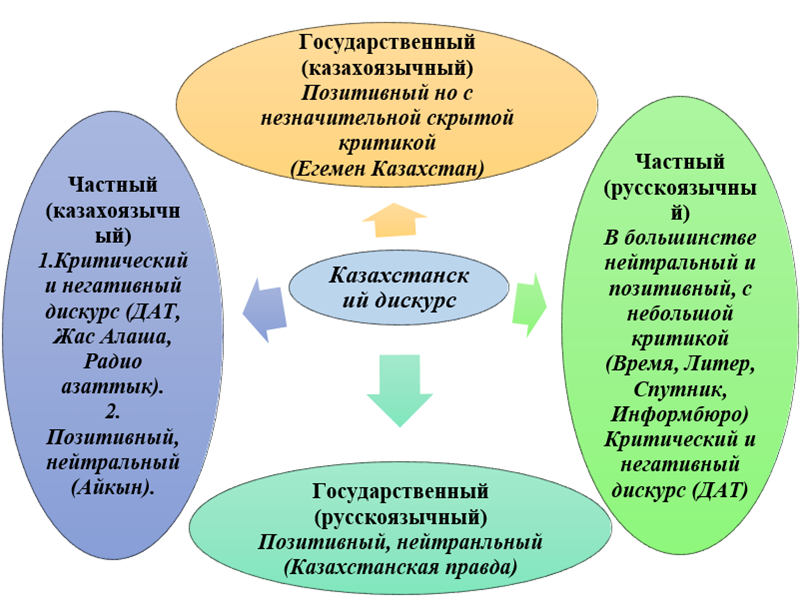 Государственный
(казахоязычный)
Позитивный но с
незначительной скрытой
критикой
(Егемен Казахстан)
Частный
(казахоязычн
ый)
1.Критический
и негативный
дискурс (ДАТ,
Жас Алаша,
Радио
азаттык).
2.
Позитивный,
нейтральный
(Айкын).
Казахстанск
ий дискурс
Частный
(русскоязычны
й)
В большинстве
нейтральный и
позитивный, с
небольшой
критикой
(Время, Литер,
Спутник,
Информбюро)
Критический и
негативный
дискурс (ДАТ)
Государственный
(русскоязычный)
Позитивный, нейтранльный
(Казахстанская правда)